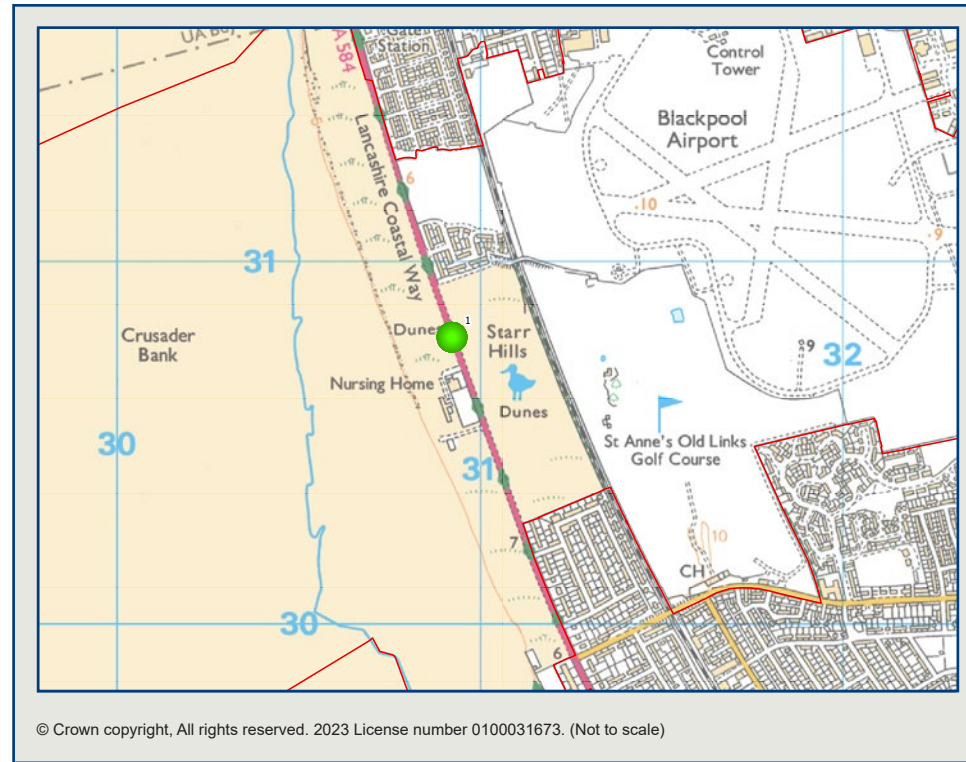 UA Bdy
A 584
Gate
Station
Control
Tower
Blackpool
Airport
Lancashire Coastal Way
6
10
9
31
Crusader
Bank
Dunes
1
Starr
Hills
9
32
Nursing Home
Dunes
30
31
St Anne's Old Links
Golf Course
7
10
CH
30
6
© Crown copyright, All rights reserved. 2023 License number 0100031673. (Not to scale)